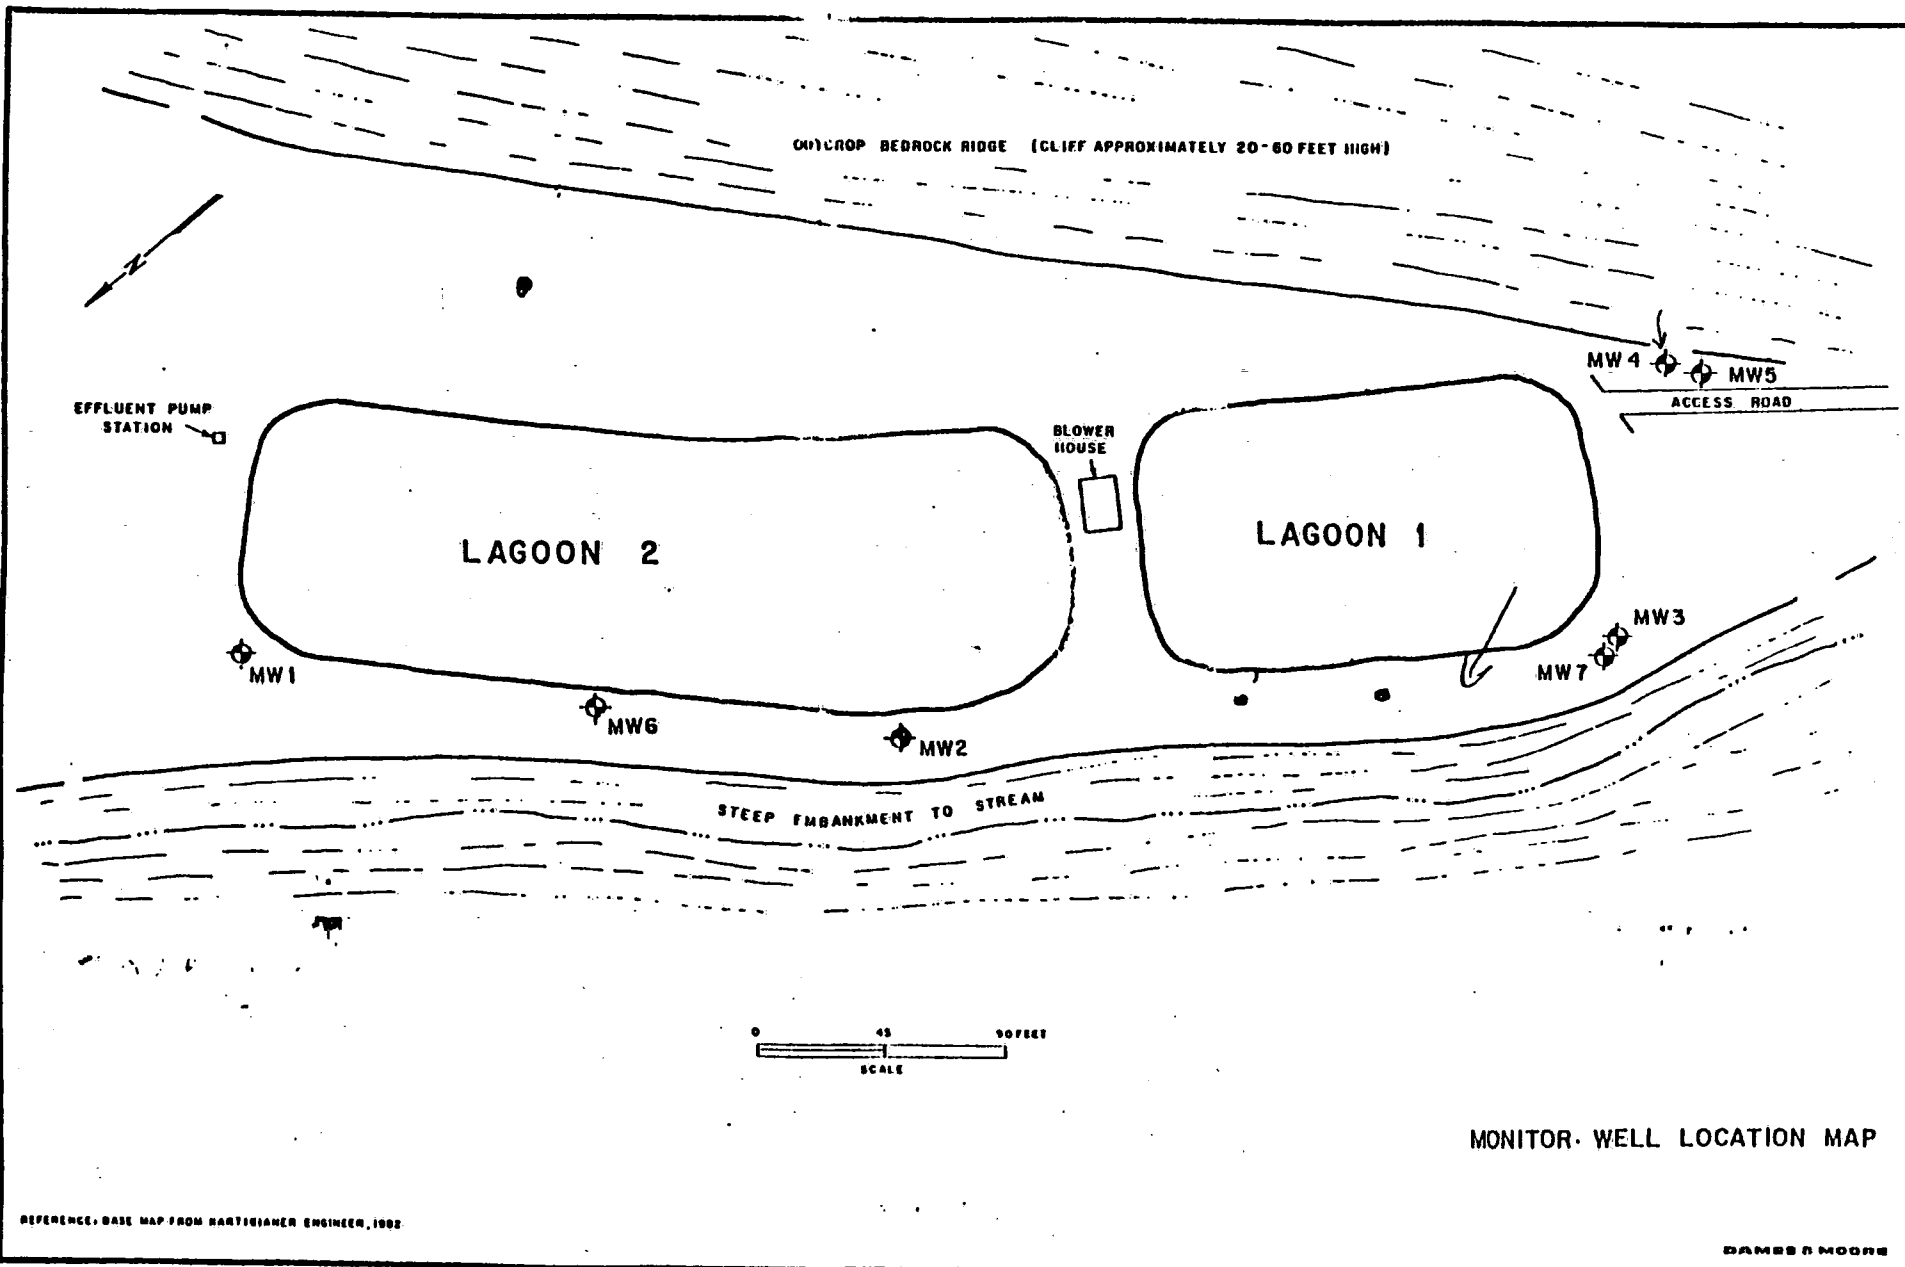 OUTCROP BEDROCK RIDGE (CLIFF APPROXIMATELY 20-60 FEET HIGH)
N
MW4
MW5
ACCESS ROAD
EFFLUENT PUMP
STATION
BLOWER
HOUSE
LAGOON 2
LAGOON 1
MW3
MW7
MW1
MW6
MW2
STEEP EMBANKMENT TO STREAM
0 45 90 FEET
SCALE
MONITOR WELL LOCATION MAP
REFERENCE: BASE MAP FROM ENGINEER, 1982
DAMES & MOORE